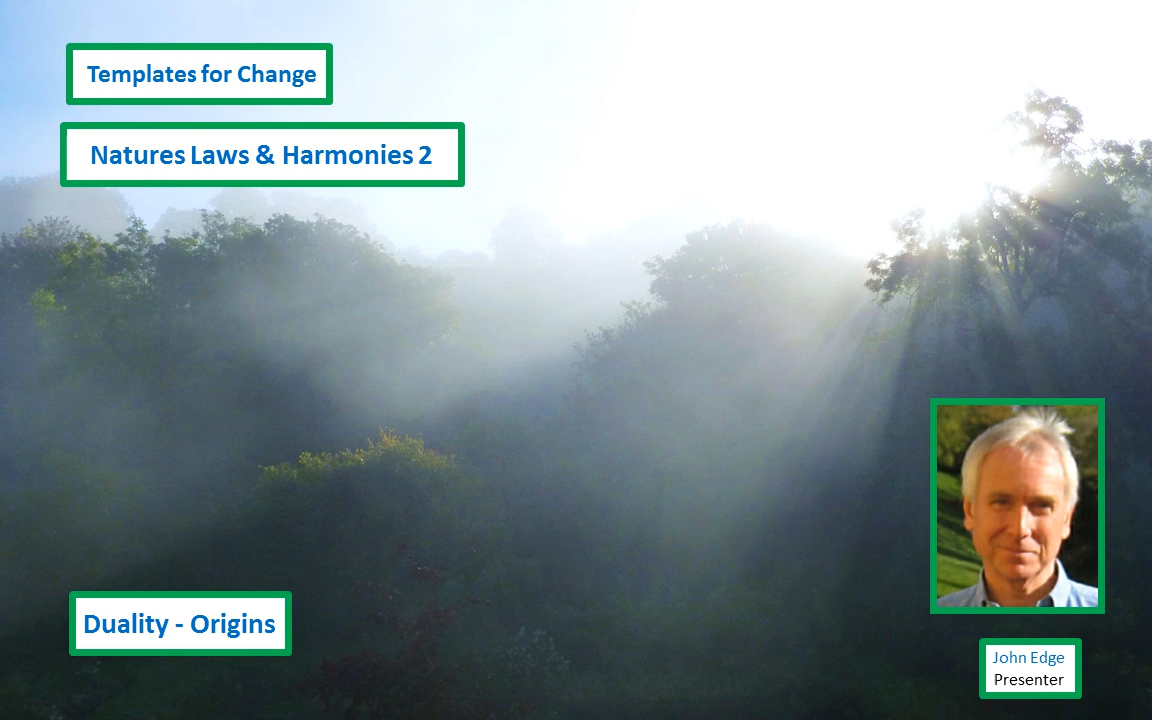 Templates for Change
Natures Laws & Harmonies 2
Duality - Origins
John Edge
Presenter